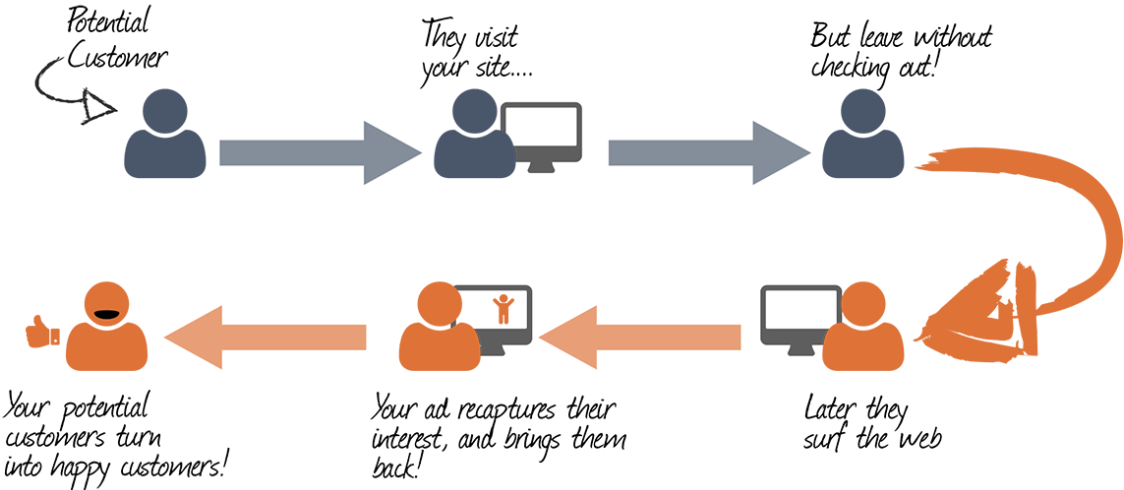 Potential
Customer
They visit
your site....
But leave without
checking out!
Later they
surf the web
Your ad recaptures their
interest, and brings them
back!
Your potential
customers turn
into happy customers!